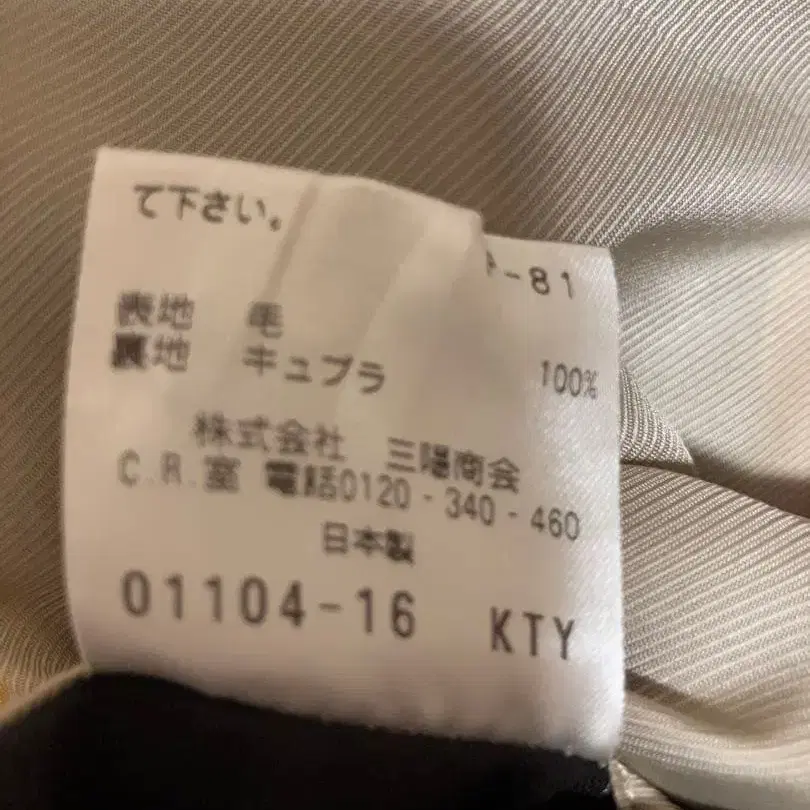 て下さい。
-81
表地 毛
裏地 キュプラ 100%
株式会社 三陽商会
C.R.室 電話0120-340-460
日本製
01104-16 KTY